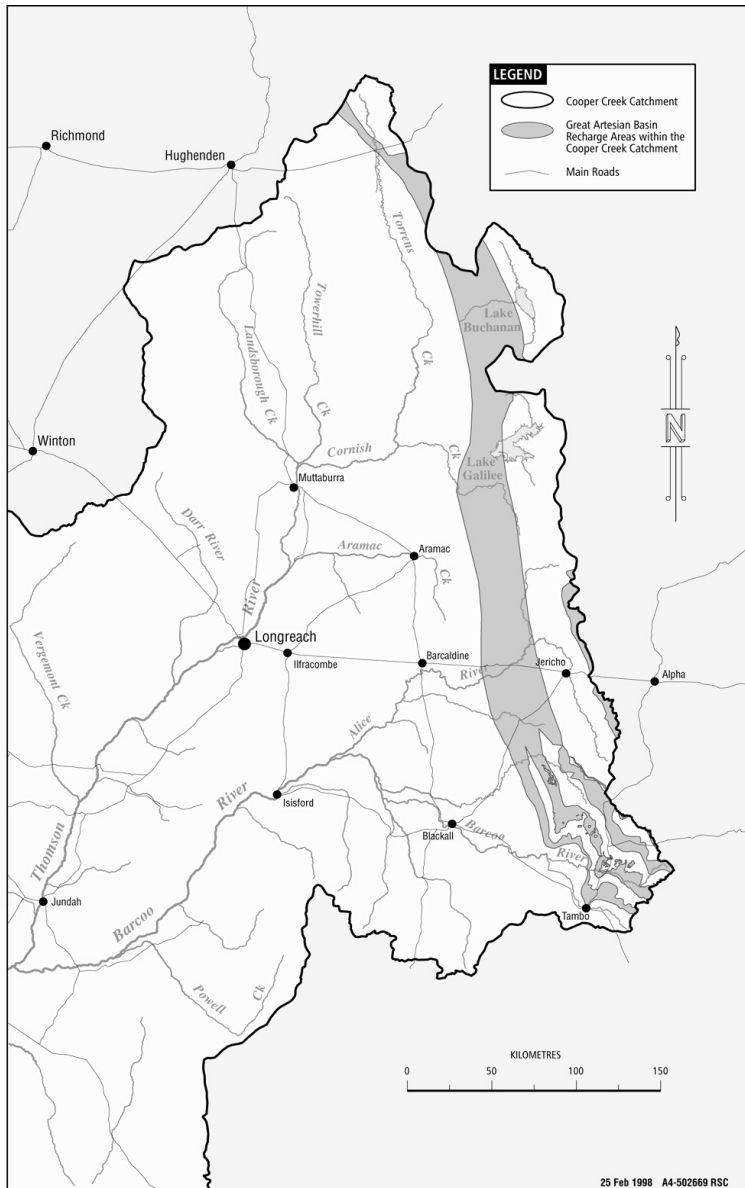 LEGEND
Cooper Creek Catchment
Great Artesian Basin
Recharge Areas within the
Cooper Creek Catchment
Main Roads
Richmond
Hughenden
Torrens
Ck
Towerhill
Ck
Landsborough Ck
Lake
Buchanan
N
Winton
Cornish
Ck
Lake
Galilee
Muttaburra
Darr River
Aramac
Ck
Aramac
River
Vergemont Ck
Longreach
Ilfracombe
Barcaldine
River
Jericho
Alpha
Alice
River
Isisford
Thomson
Blackall
Barcoo
River
Jundah
Barcoo
Tambo
Powell
Ck
KILOMETRES
0 50 100 150
25 Feb 1998 A4-502669 RSC